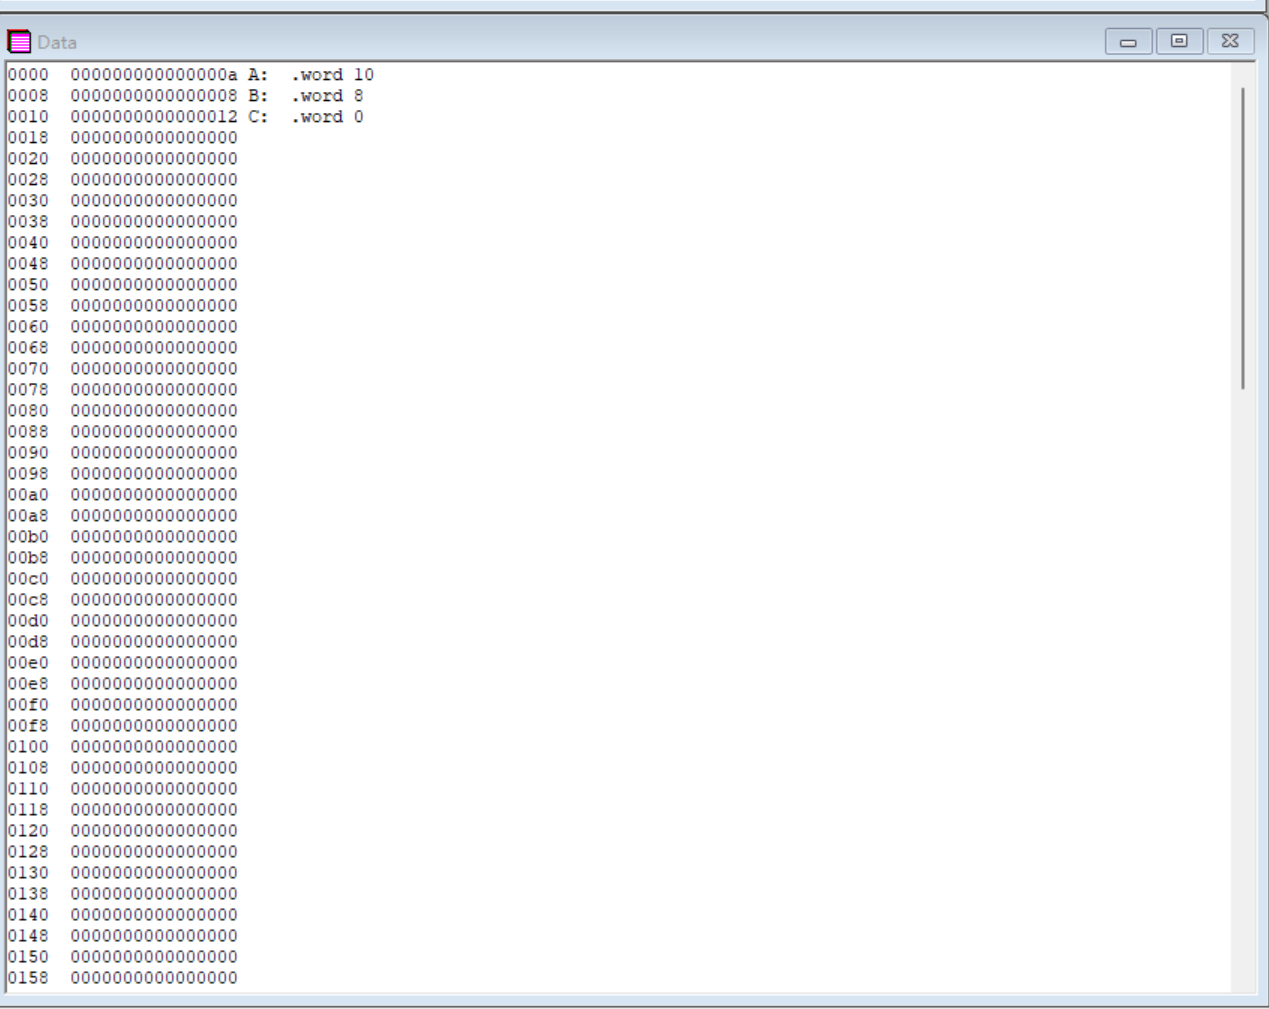 Data
0000  000000000000000a A:  .word 10
0008  0000000000000008 B:  .word 8
0010  0000000000000012 C:  .word 0
0018  0000000000000000
0020  0000000000000000
0028  0000000000000000
0030  0000000000000000
0038  0000000000000000
0040  0000000000000000
0048  0000000000000000
0050  0000000000000000
0058  0000000000000000
0060  0000000000000000
0068  0000000000000000
0070  0000000000000000
0078  0000000000000000
0080  0000000000000000
0088  0000000000000000
0090  0000000000000000
0098  0000000000000000
00a0  0000000000000000
00a8  0000000000000000
00b0  0000000000000000
00b8  0000000000000000
00c0  0000000000000000
00c8  0000000000000000
00d0  0000000000000000
00d8  0000000000000000
00e0  0000000000000000
00e8  0000000000000000
00f0  0000000000000000
00f8  0000000000000000
0100  0000000000000000
0108  0000000000000000
0110  0000000000000000
0118  0000000000000000
0120  0000000000000000
0128  0000000000000000
0130  0000000000000000
0138  0000000000000000
0140  0000000000000000
0148  0000000000000000
0150  0000000000000000
0158  0000000000000000